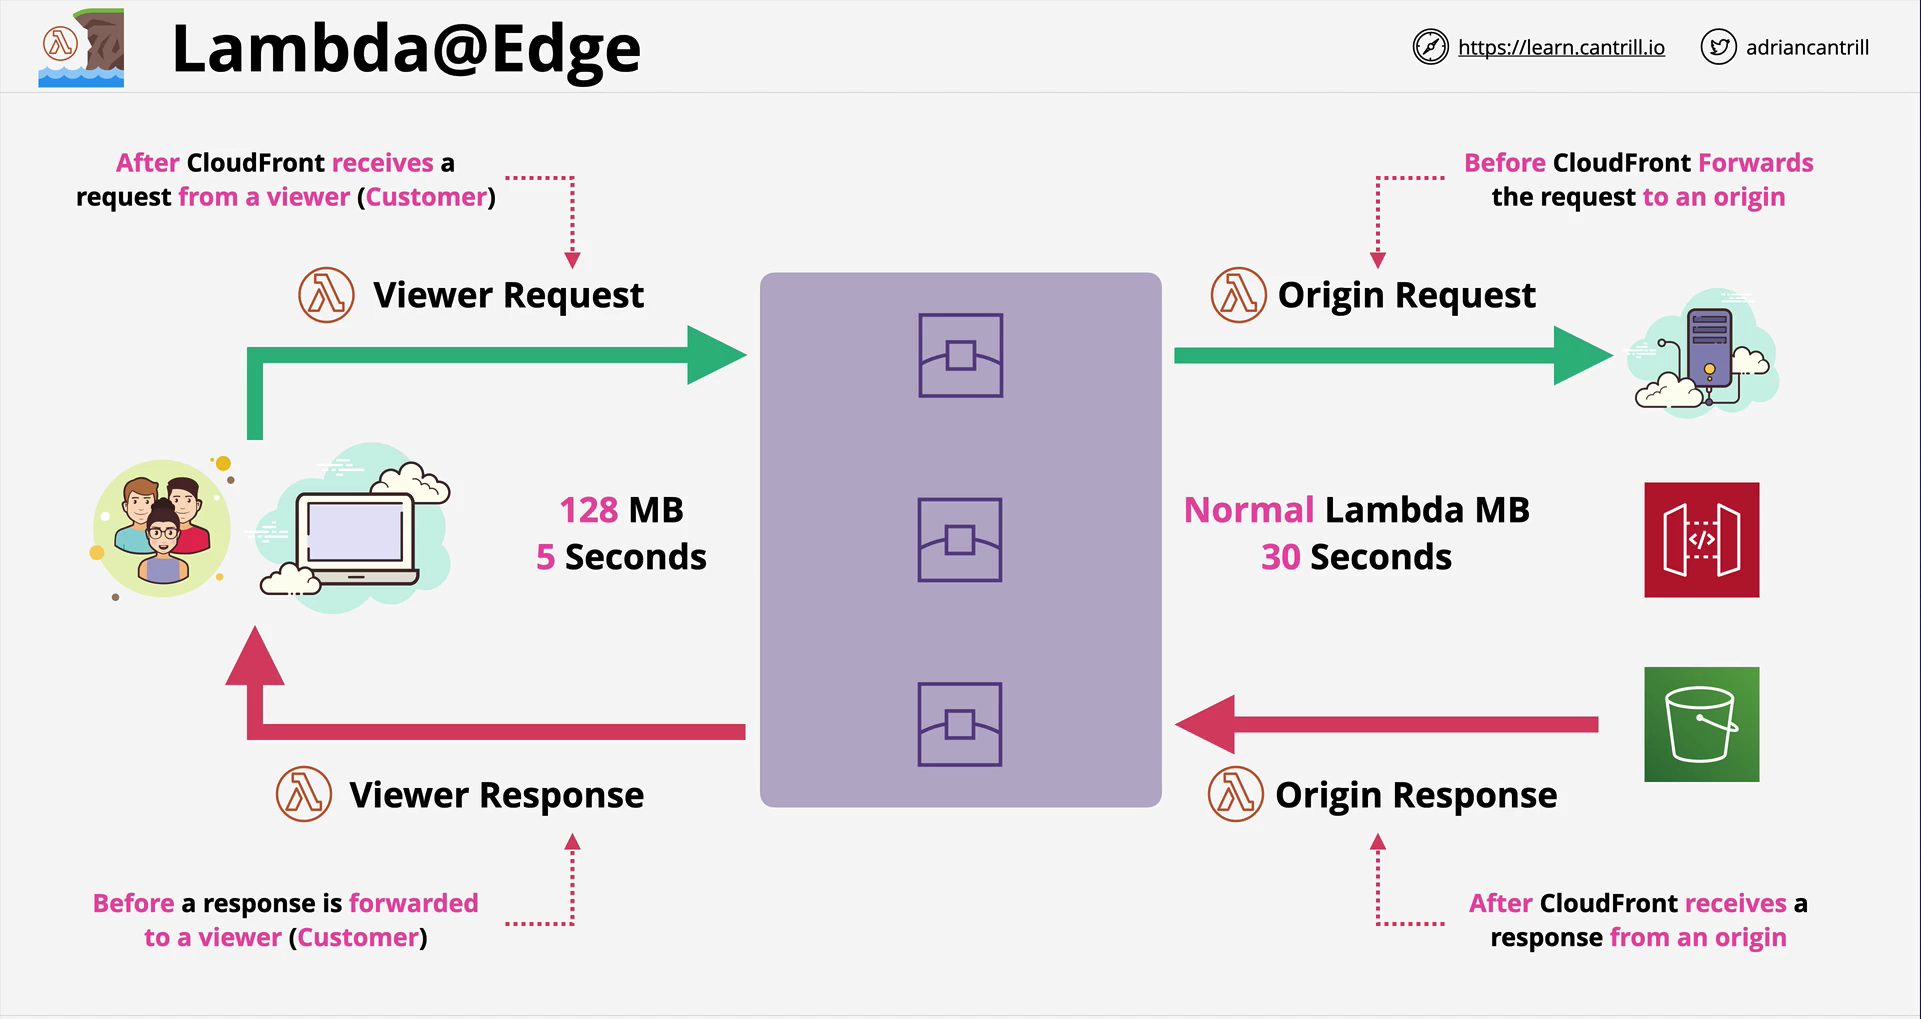 Lambda@Edge
https://learn.cantrill.io
adriancantrill
After CloudFront receives a
request from a viewer (Customer)
Before CloudFront Forwards
the request to an origin
Viewer Request
Origin Request
128 MB
5 Seconds
Normal Lambda MB
30 Seconds
</>
Viewer Response
Origin Response
Before a response is forwarded
to a viewer (Customer)
After CloudFront receives a
response from an origin